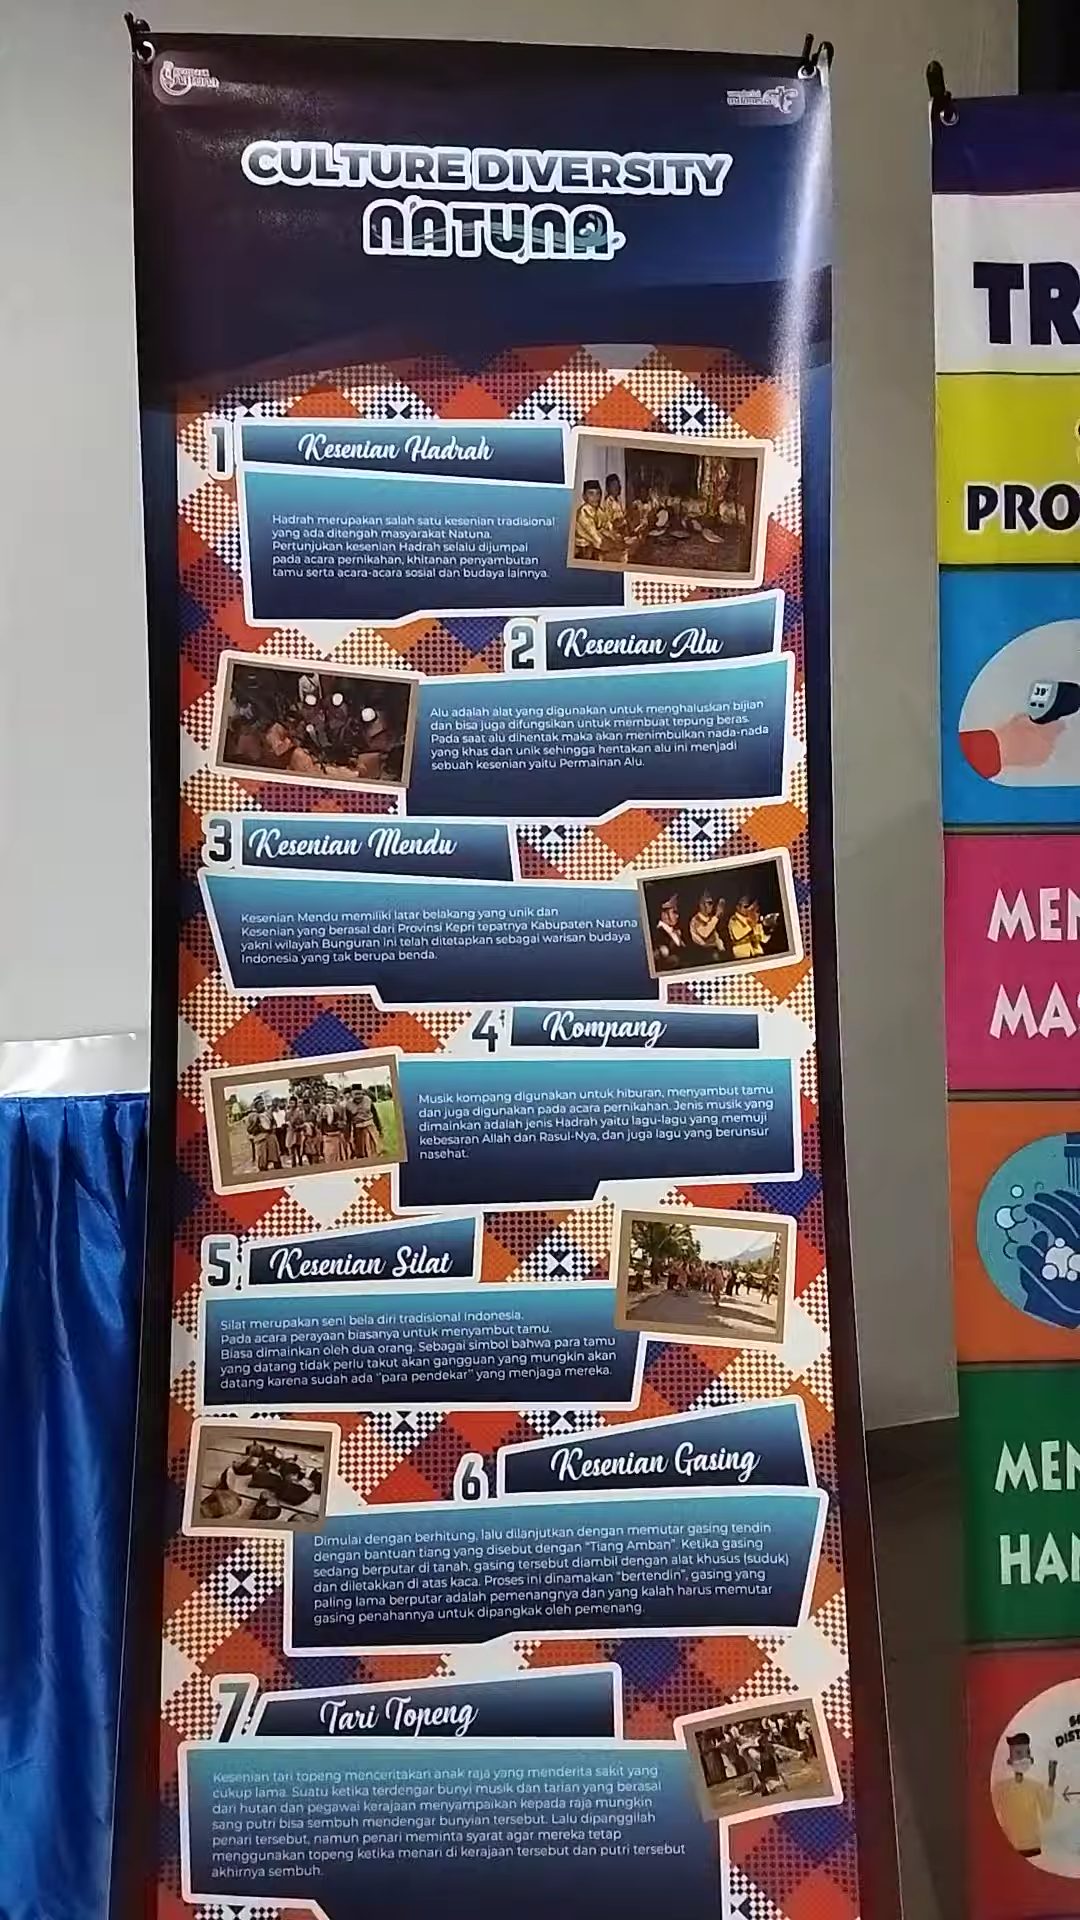 wonderful
indonesia
CULTURE DIVERSITY
NATUNA
1
Kesenian Hadrah
Hadrah merupakan salah satu kesenian tradisional
yang ada ditengah masyarakat Natuna.
Pertunjukan kesenian Hadrah selalu dijumpai
pada acara pernikahan, khitanan penyambutan
tamu serta acara-acara sosial dan budaya lainnya.
2
Kesenian Alu
Alu adalah alat yang digunakan untuk menghaluskan bijian
dan bisa juga difungsikan untuk membuat tepung beras.
Pada saat alu dihentak maka akan menimbulkan nada-nada
yang khas dan unik sehingga hentakan alu ini menjadi
sebuah kesenian yaitu Permainan Alu.
3
Kesenian Mendu
Kesenian Mendu memiliki latar belakang yang unik dan
Kesenian yang berasal dari Provinsi Kepri tepatnya Kabupaten Natuna
yakni wilayah Bunguran ini telah ditetapkan sebagai warisan budaya
Indonesia yang tak berupa benda.
4
Kompang
Musik kompang digunakan untuk hiburan, menyambut tamu
dan juga digunakan pada acara pernikahan. Jenis musik yang
dimainkan adalah jenis Hadrah yaitu lagu-lagu yang memuji
kebesaran Allah dan Rasul-Nya, dan juga lagu yang berunsur
nasehat.
5
Kesenian Silat
Silat merupakan seni bela diri tradisional Indonesia.
Pada acara perayaan biasanya untuk menyambut tamu.
Biasa dimainkan oleh dua orang. Sebagai simbol bahwa para tamu
yang datang tidak perlu takut akan gangguan yang mungkin akan
datang karena sudah ada "para pendekar" yang menjaga mereka.
6
Kesenian Gasing
Dimulai dengan berhitung, lalu dilanjutkan dengan memutar gasing tendin
dengan bantuan tiang yang disebut dengan "Tiang Amban". Ketika gasing
sedang berputar di tanah, gasing tersebut diambil dengan alat khusus (suduk)
dan diletakkan di atas kaca. Proses ini dinamakan "bertendin", gasing yang
paling lama berputar adalah pemenangnya dan yang kalah harus memutar
gasing penahannya untuk dipangkak oleh pemenang.
7
Tari Topeng
Kesenian tari topeng menceritakan anak raja yang menderita sakit yang
cukup lama. Suatu ketika terdengar bunyi musik dan tarian yang berasal
dari hutan dan pegawai kerajaan menyampaikan kepada raja mungkin
sang putri bisa sembuh mendengar bunyian tersebut. Lalu dipanggilah
penari tersebut, namun penari meminta syarat agar mereka tetap
menggunakan topeng ketika menari di kerajaan tersebut dan putri tersebut
akhirnya sembuh.
TR
PRO
39°
MEN
MAS
MEN
HAN
DIST